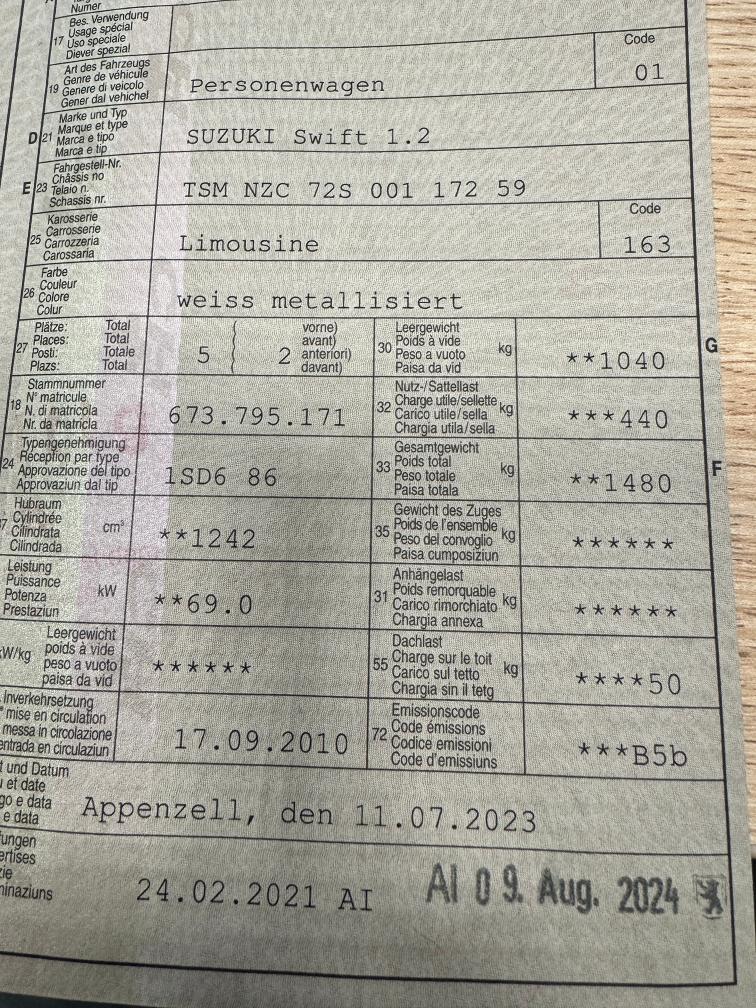 Numer
17 Bes. Verwendung
Usage spécial
Uso speciale
Diever spezial
19 Art des Fahrzeugs
Genre de véhicule
Genere di veicolo
Gener dal vehichel
Personenwagen
Code
01
D 21 Marke und Typ
Marque et type
Marca e tipo
Marca e tip
SUZUKI Swift 1.2
E 23 Fahrgestell-Nr.
Châssis no
Telaio n.
Schassis nr.
TSM NZC 72S 001 172 59
25 Karosserie
Carrosserie
Carrozzeria
Carossaria
Limousine
Code
163
26 Farbe
Couleur
Colore
Colur
weiss metallisiert
27 Plätze: Total
Places: Total
Posti: Totale
Plazs: Total
5 2
vorne)
avant)
anteriori)
davant)
30 Leergewicht
Poids à vide
Peso a vuoto
Paisa da vid
kg
**1040
G
18 Stammnummer
N° matricule
N. di matricola
Nr. da matricla
673.795.171
32 Nutz-/Sattellast
Charge utile/sellette
Carico utile/sella
Chargia utila/sella
kg
***440
24 Typengenehmigung
Réception par type
Approvazione del tipo
Approvaziun dal tip
1SD6 86
33 Gesamtgewicht
Poids total
Peso totale
Paisa totala
kg
**1480
F
7 Hubraum
Cylindrée
Cilindrata
Cilindrada
cm³
**1242
35 Gewicht des Zuges
Poids de l'ensemble
Peso del convoglio
Paisa cumposiziun
kg
******
Leistung
Puissance
Potenza
Prestaziun
kW
**69.0
31 Anhängelast
Poids remorquable
Carico rimorchiato
Chargia annexa
kg
******
kW/kg
Leergewicht
poids à vide
peso a vuoto
paisa da vid
******
55 Dachlast
Charge sur le toit
Carico sul tetto
Chargia sin il tetg
kg
****50
Inverkehrsetzung
mise en circulation
messa in circolazione
entrada en circulaziun
17.09.2010
72 Emissionscode
Code émissions
Codice emissioni
Code d'emissiuns
***B5b
t und Datum
et date
go e data
e data
Appenzell, den 11.07.2023
ungen
ertises
zie
minaziuns
24.02.2021 AI
AI 09. Aug. 2024